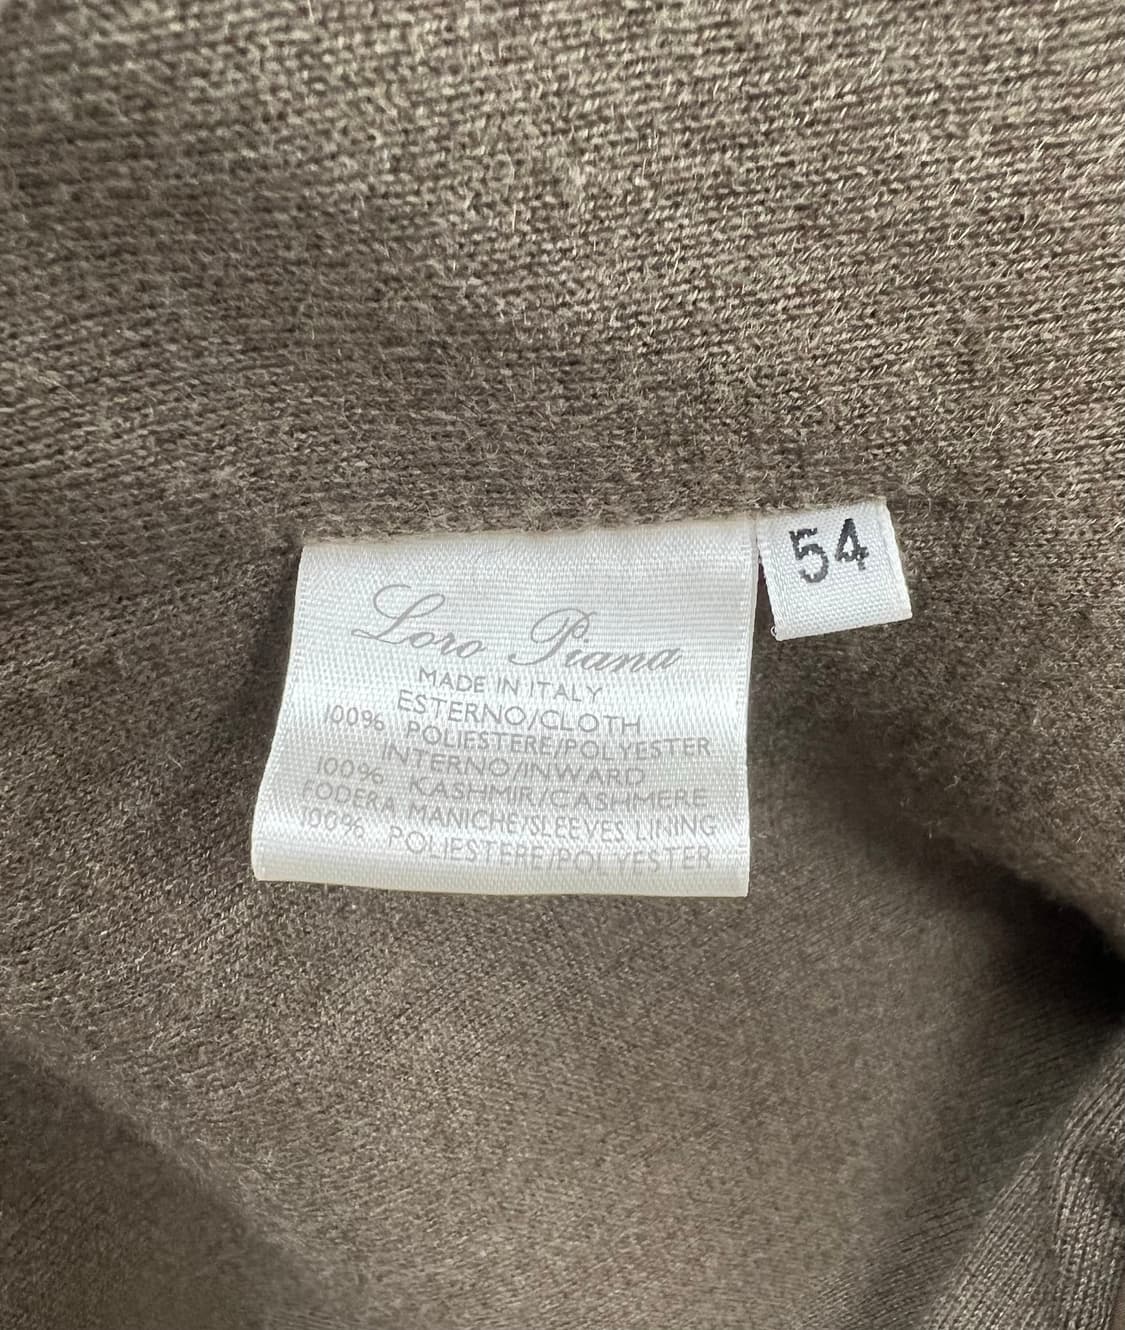 Loro Piana
MADE IN ITALY
ESTERNO/CLOTH
100% POLIESTERE/POLYESTER
INTERNO/INWARD
100% KASHMIR/CASHMERE
FODERA MANICHE/SLEEVES LINING
100% POLIESTERE/POLYESTER
54